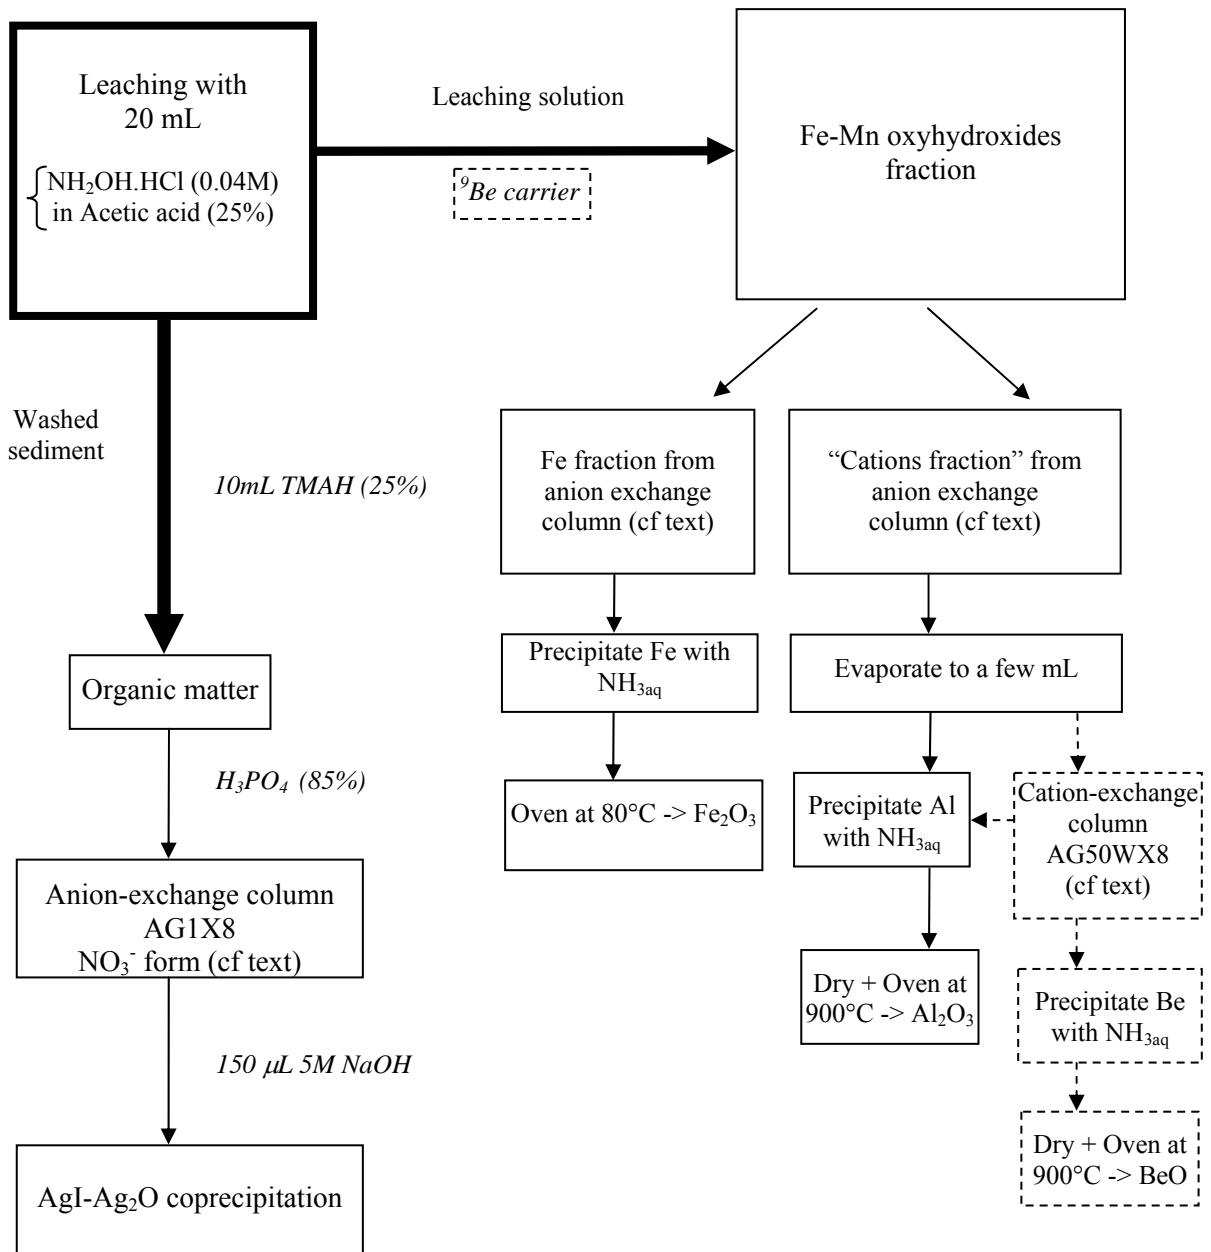 Leaching with
20 mL
NH₂OH.HCl (0.04M)
in Acetic acid (25%)
Leaching solution
⁹Be carrier
Fe-Mn oxyhydroxides
fraction
Washed
sediment
10mL TMAH (25%)
Organic matter
H₃PO₄ (85%)
Anion-exchange column
AG1X8
NO₃⁻ form (cf text)
150 μL 5M NaOH
AgI-Ag₂O coprecipitation
Fe fraction from
anion exchange
column (cf text)
Precipitate Fe with
NH₃aq
Oven at 80°C -> Fe₂O₃
“Cations fraction” from
anion exchange
column (cf text)
Evaporate to a few mL
Precipitate Al
with NH₃aq
Dry + Oven at
900°C -> Al₂O₃
Cation-exchange
column
AG50WX8
(cf text)
Precipitate Be
with NH₃aq
Dry + Oven at
900°C -> BeO